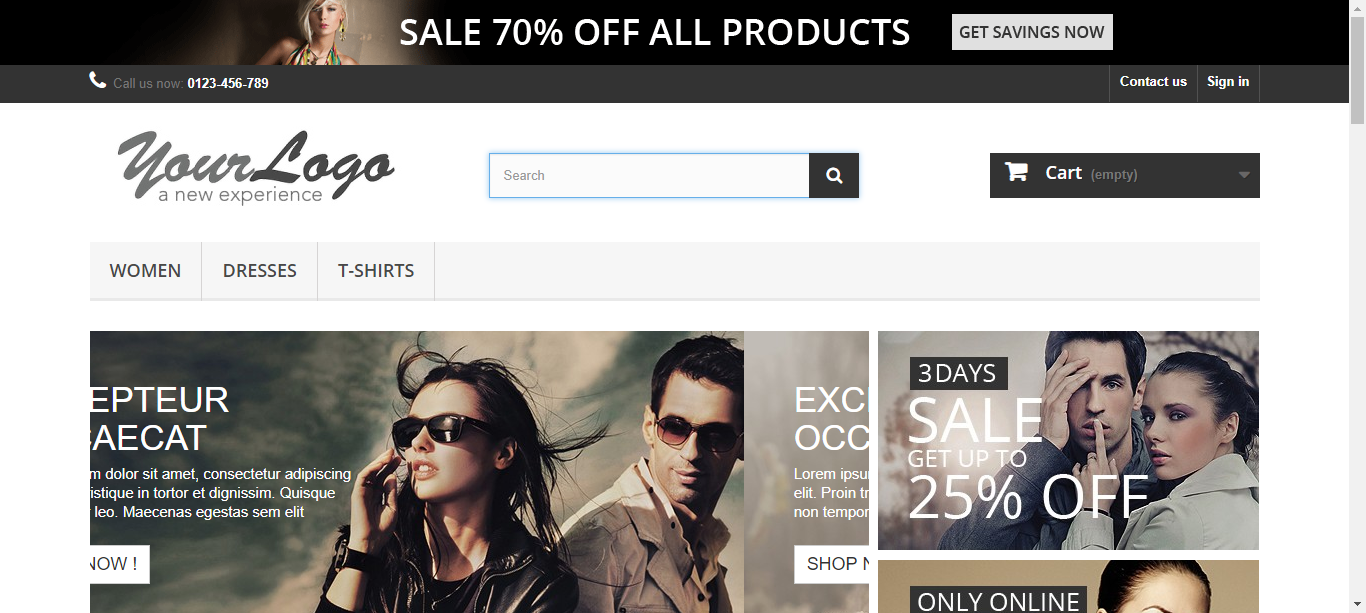 SALE 70% OFF ALL PRODUCTS
GET SAVINGS NOW
Call us now: 0123-456-789
Contact us
Sign in
YourLogo
a new experience
Search
Cart (empty)
WOMEN
DRESSES
T-SHIRTS
EPTEUR
CAECAT
m dolor sit amet, consectetur adipiscing
istique in tortor et dignissim. Quisque
leo. Maecenas egestas sem elit
NOW !
EXC
OCC
Lorem ipsu
elit. Proin tr
non tempor
SHOP N
3 DAYS
SALE
GET UP TO
25% OFF
ONLY ONLINE